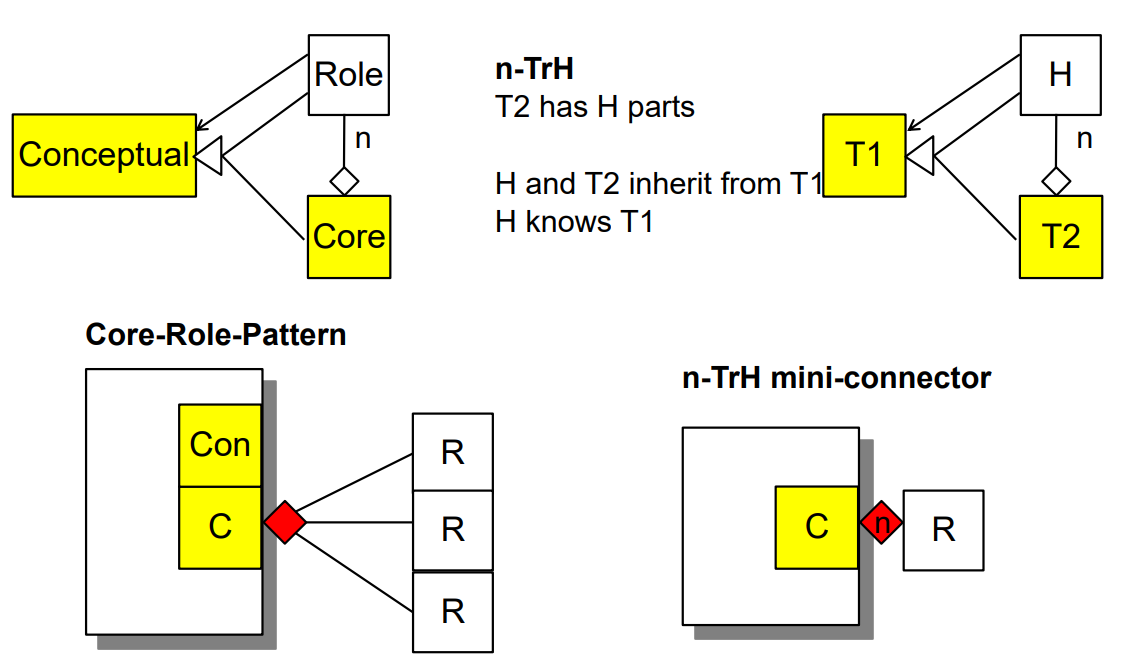 Role
n
Conceptual
Core
n-TrH
T2 has H parts
H and T2 inherit from T1
H knows T1
H
n
T1
T2
Core-Role-Pattern
Con
C
R
R
R
n-TrH mini-connector
C
n
R